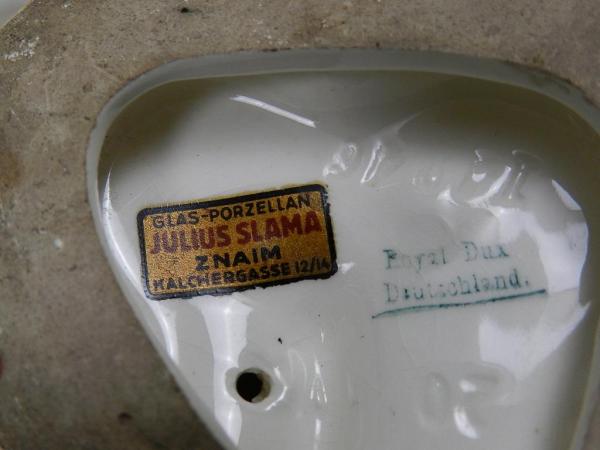 GLAS-PORZELLAN
JULIUS SLAMA
ZNAIM
KALCHERGASSE 12/14
Royal Dux
Deutschland.